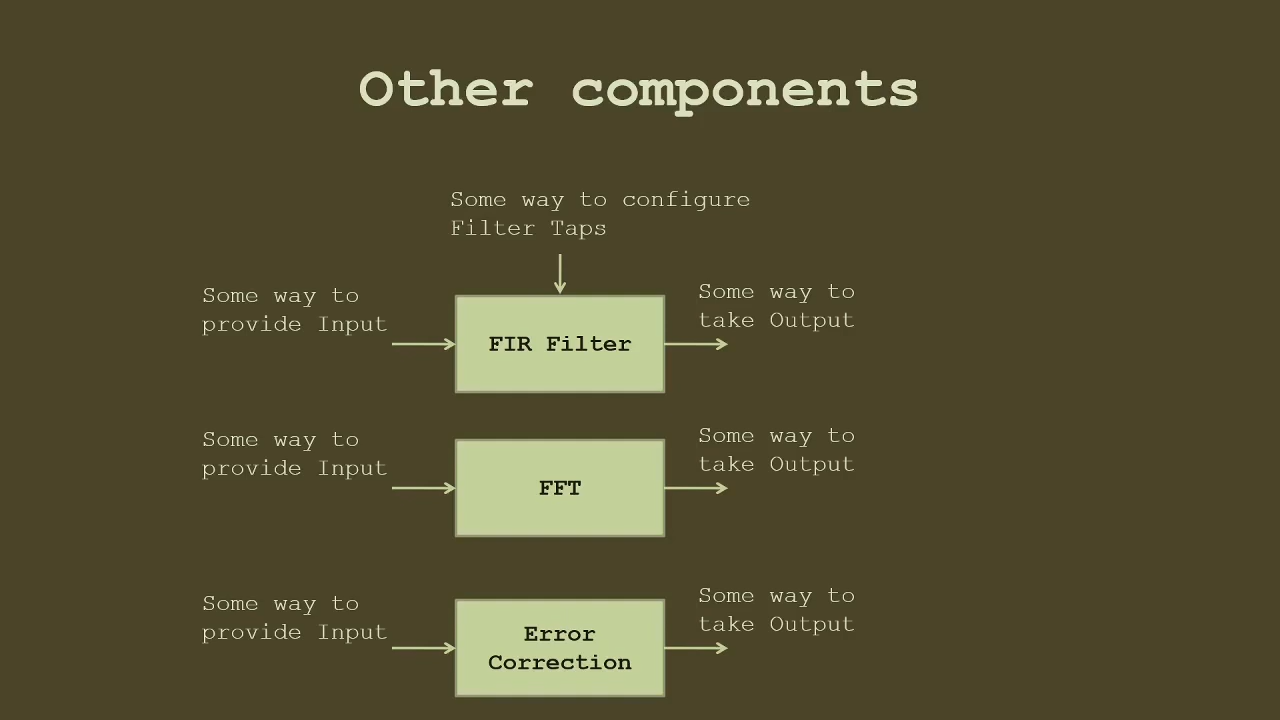 Other components
Some way to configure
Filter Taps
Some way to
provide Input
FIR Filter
Some way to
take Output
Some way to
provide Input
FFT
Some way to
take Output
Some way to
provide Input
Error
Correction
Some way to
take Output